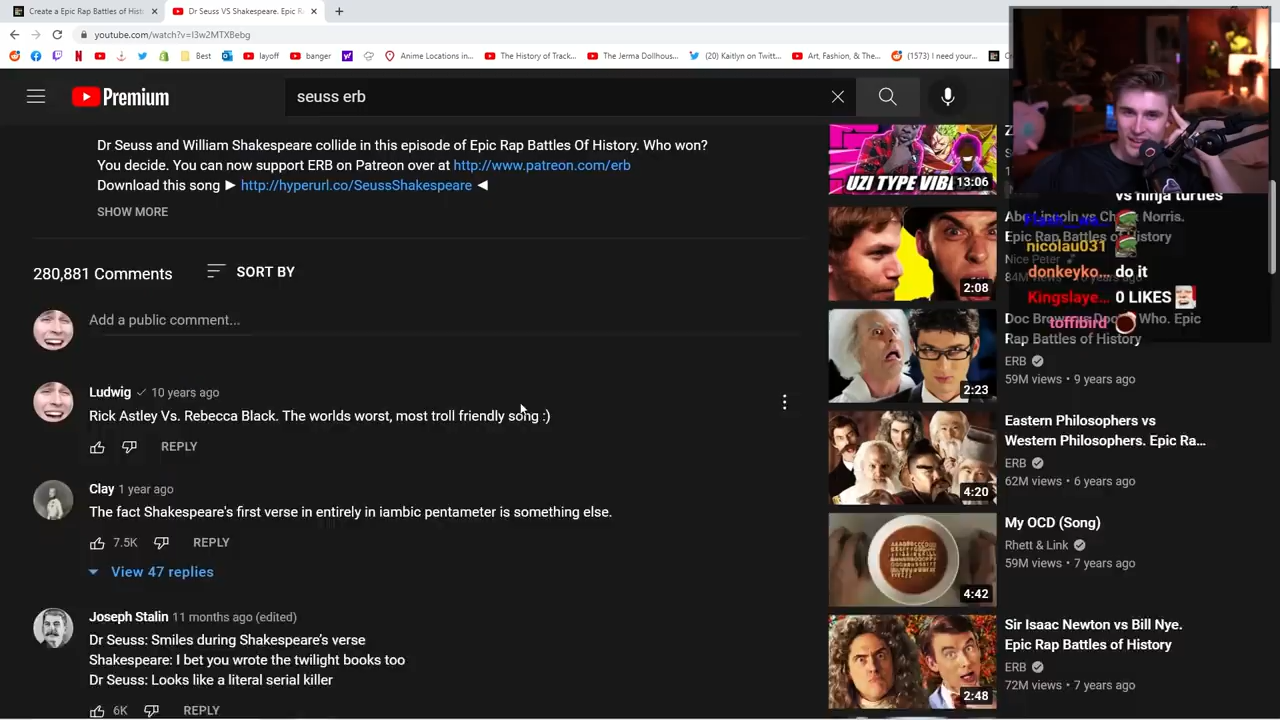 Create a Epic Rap Battles of Hist
Dr Seuss VS Shakespeare. Epic R
youtube.com/watch?v=l3w2MTXBebg
Best
layoff
banger
Anime Locations in...
The History of Track...
The Jerma Dollhous...
(20) Kaitlyn on Twitt...
Art, Fashion, & The...
(1573) I need your...
Premium
seuss erb
Dr Seuss and William Shakespeare collide in this episode of Epic Rap Battles Of History. Who won?
You decide. You can now support ERB on Patreon over at http://www.patreon.com/erb
Download this song ► http://hyperurl.co/SeussShakespeare ◄
SHOW MORE
280,881 Comments
SORT BY
Add a public comment...
Ludwig 10 years ago
Rick Astley Vs. Rebecca Black. The worlds worst, most troll friendly song :)
REPLY
Clay 1 year ago
The fact Shakespeare's first verse in entirely in iambic pentameter is something else.
7.5K REPLY
View 47 replies
Joseph Stalin 11 months ago (edited)
Dr Seuss: Smiles during Shakespeare's verse
Shakespeare: I bet you wrote the twilight books too
Dr Seuss: Looks like a literal serial killer
6K REPLY
UZI TYPE VIB
13:06
vs ninja turtles
Abe Lincoln vs Ch k Norris.
Epic Rap Battles of History
Nice Peter
nicolau031
donkeyko... do it
Kingslaye... 0 LIKES
toffibird
2:08
Doc Brown vs Doc Who. Epic
Rap Battles of History
ERB
59M views • 9 years ago
2:23
Eastern Philosophers vs
Western Philosophers. Epic Ra...
ERB
62M views • 6 years ago
4:20
My OCD (Song)
Rhett & Link
59M views • 7 years ago
4:42
Sir Isaac Newton vs Bill Nye.
Epic Rap Battles of History
ERB
72M views • 7 years ago
2:48